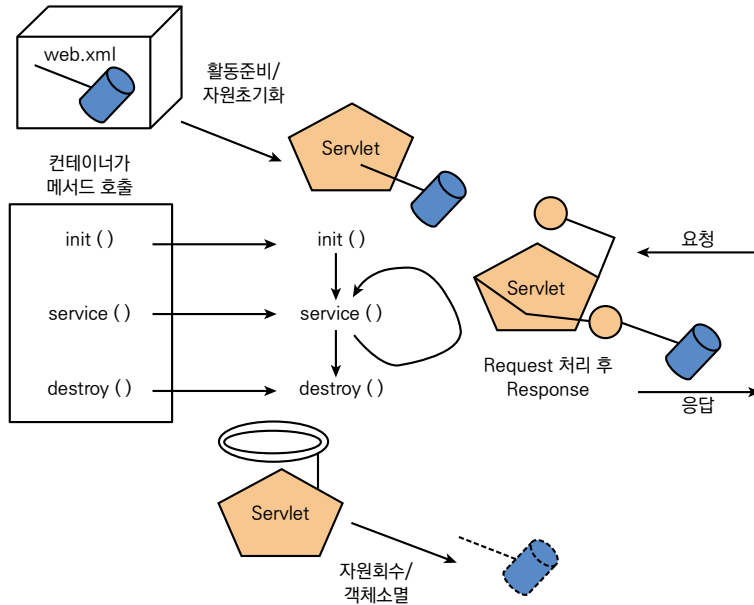 web.xml
활동준비/
자원초기화
Servlet
컨테이너가
메서드 호출
init ( )
init ( )
요청
Servlet
service ( )
service ( )
Request 처리 후
Response
destroy ( )
destroy ( )
응답
Servlet
자원회수/
객체소멸